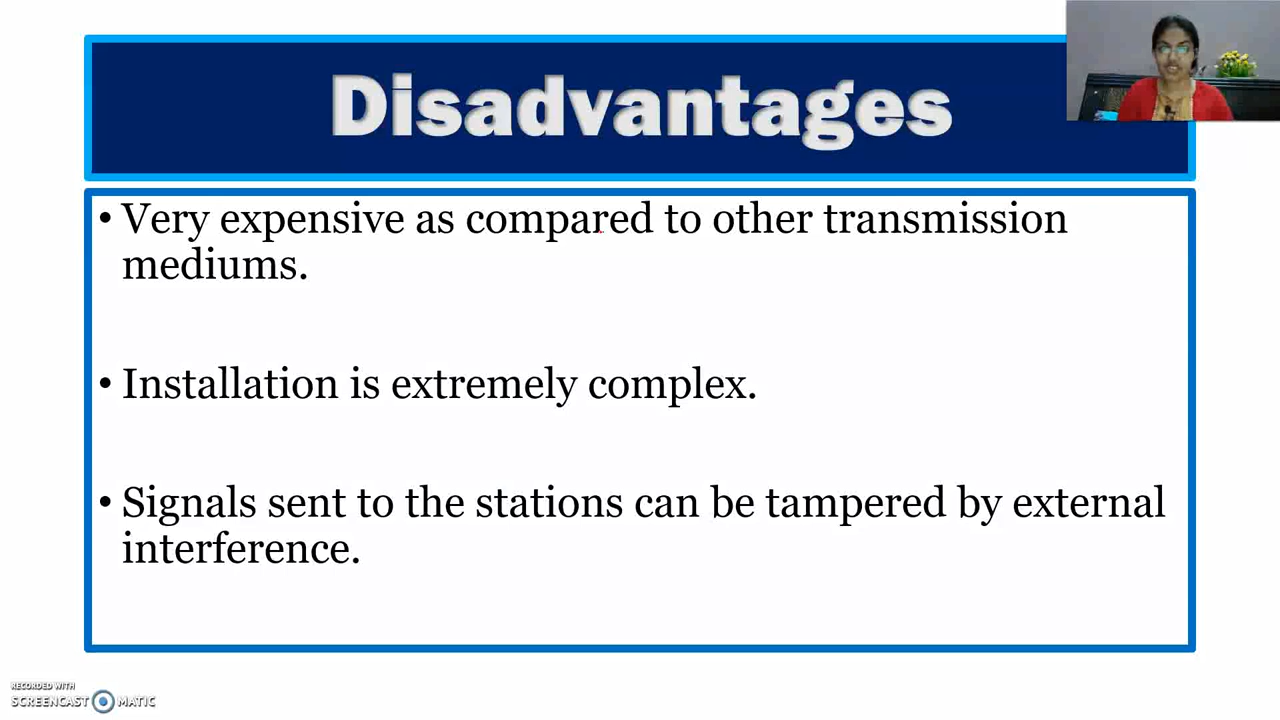 Disadvantages
• Very expensive as compared to other transmission
mediums.
• Installation is extremely complex.
• Signals sent to the stations can be tampered by external
interference.
RECORDED WITH
SCREENCAST MATIC